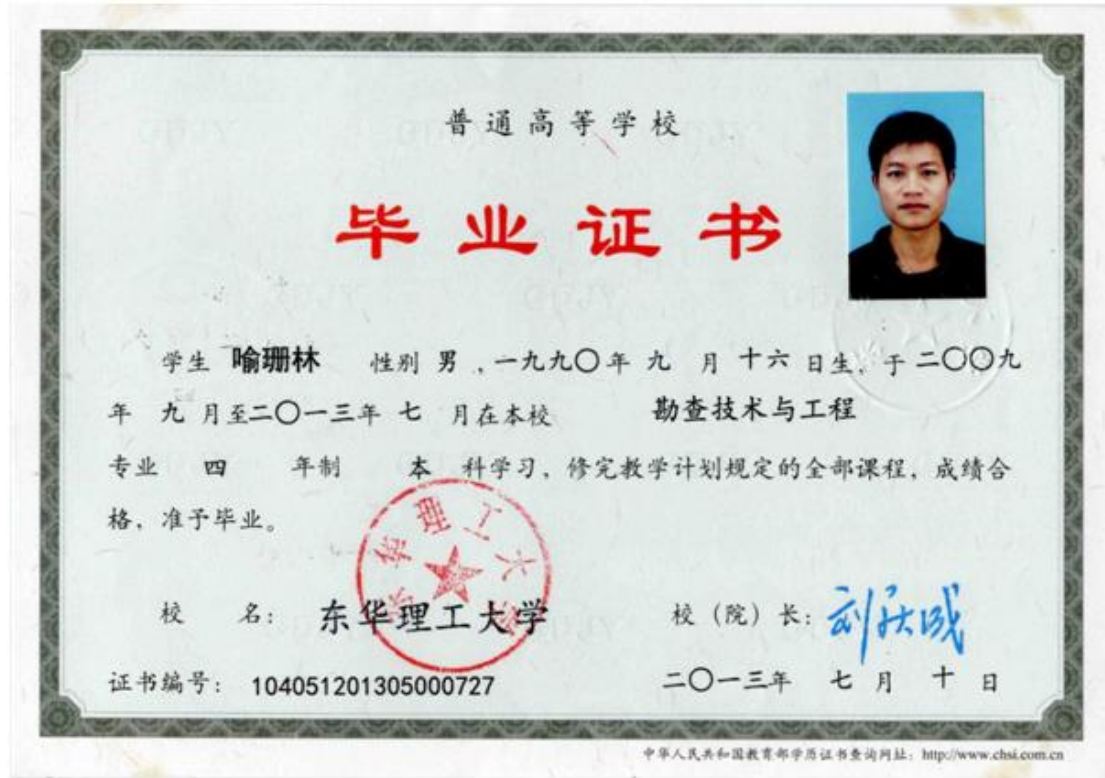 普通高等学校
毕业证书
学生 喻珊林 性别 男 ,一九九〇年 九 月 十六 日生,于二〇〇九
年 九 月至二〇一三年 七 月在本校 勘查技术与工程
专业 四 年制 本 科学习,修完教学计划规定的全部课程,成绩合
格,准予毕业。
东华理工大学
校 名: 东华理工大学 校(院)长:
证书编号: 104051201305000727 二〇一三年 七 月 十 日
中华人民共和国教育部学历证书查询网址:http://www.chsi.com.cn